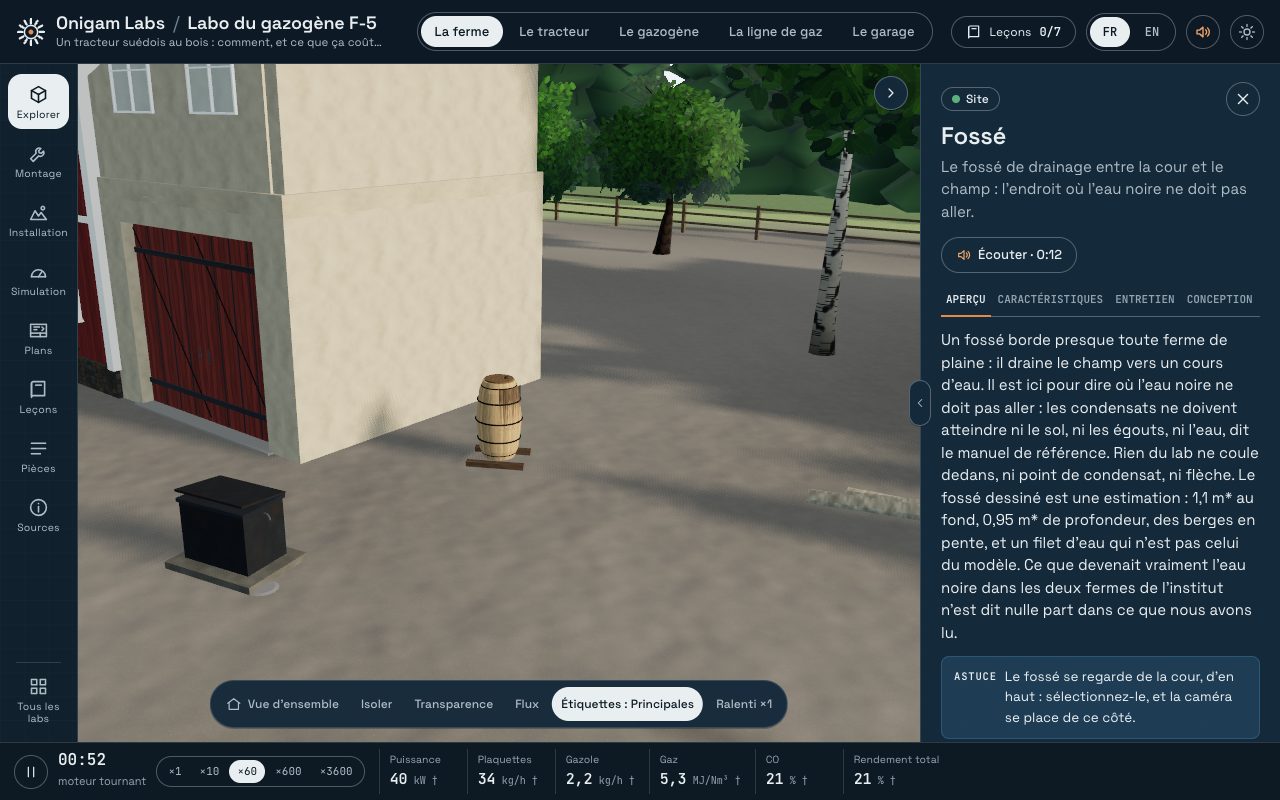 Onigam Labs / Labo du gazogène F-5
Un tracteur suédois au bois : comment, et ce que ça coût...
La ferme
Le tracteur
Le gazogène
La ligne de gaz
Le garage
Leçons 0/7
FR
EN
Explorer
Montage
Installation
Simulation
Plans
Leçons
Pièces
Sources
Tous les
labs
Site
Fossé
Le fossé de drainage entre la cour et le
champ : l'endroit où l'eau noire ne doit pas
aller.
Écouter · 0:12
APERÇU
CARACTÉRISTIQUES
ENTRETIEN
CONCEPTION
Un fossé borde presque toute ferme de
plaine : il draine le champ vers un cours
d'eau. Il est ici pour dire où l'eau noire ne
doit pas aller : les condensats ne doivent
atteindre ni le sol, ni les égouts, ni l'eau, dit
le manuel de référence. Rien du lab ne coule
dedans, ni point de condensat, ni flèche. Le
fossé dessiné est une estimation : 1,1 m* au
fond, 0,95 m* de profondeur, des berges en
pente, et un filet d'eau qui n'est pas celui
du modèle. Ce que devenait vraiment l'eau
noire dans les deux fermes de l'institut
n'est dit nulle part dans ce que nous avons
lu.
ASTUCE
Le fossé se regarde de la cour, d'en
haut : sélectionnez-le, et la caméra
se place de ce côté.
Vue d'ensemble
Isoler
Transparence
Flux
Étiquettes : Principales
Ralenti ×1
00:52
moteur tournant
×1
×10
×60
×600
×3600
Puissance
40 kW †
Plaquettes
34 kg/h †
Gazole
2,2 kg/h †
Gaz
5,3 MJ/Nm³ †
CO
21 % †
Rendement total
21 % †